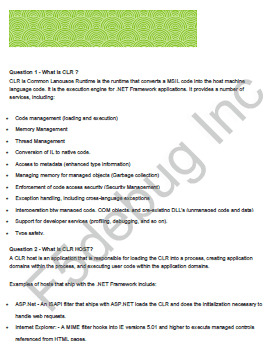 Question 1 - What is CLR ?
CLR is Common Language Runtime is the runtime that converts a MSIL code into the host machine
language code. It is the execution engine for .NET Framework applications. It provides a number of
services, including:
• Code management (loading and execution)
• Memory Management
• Thread Management
• Conversion of IL to native code.
• Access to metadata (enhanced type information)
• Managing memory for managed objects (Garbage collection)
• Enforcement of code access security (Security Management)
• Exception handling, including cross-language exceptions
• Interoperation btw managed code, COM objects, and pre-existing DLL's (unmanaged code and data)
• Support for developer services (profiling, debugging, and so on).
• Type safety.
Question 2 - What is CLR HOST?
A CLR host is an application that is responsible for loading the CLR into a process, creating application
domains within the process, and executing user code within the application domains.
Examples of hosts that ship with the .NET Framework include:
• ASP.Net - An ISAPI filter that ships with ASP.NET loads the CLR and does the initialization necessary to
handle web requests.
• Internet Explorer: - A MIME filter hooks into IE versions 5.01 and higher to execute managed controls
referenced from HTML pages.
F5debug Inc